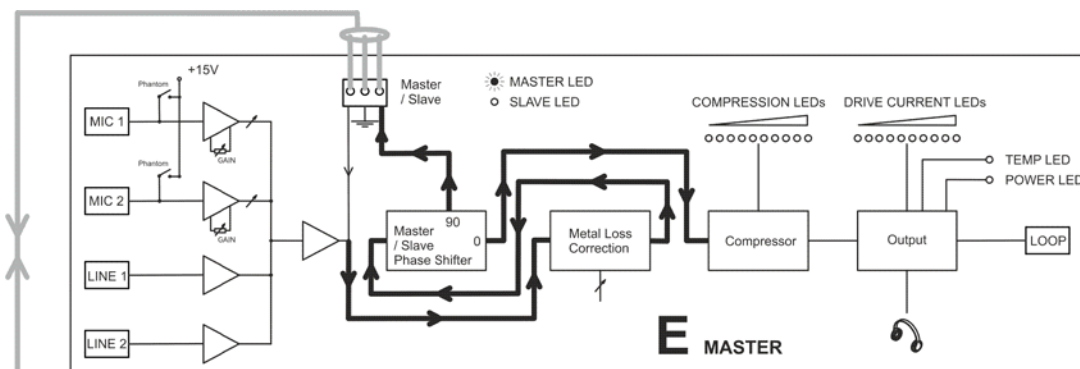 Phantom
+15V
MIC 1
GAIN
Phantom
MIC 2
GAIN
LINE 1
LINE 2
Master
/ Slave
MASTER LED
SLAVE LED
90
0
Master
/ Slave
Phase Shifter
Metal Loss
Correction
COMPRESSION LEDs
Compressor
DRIVE CURRENT LEDs
TEMP LED
POWER LED
Output
LOOP
E MASTER